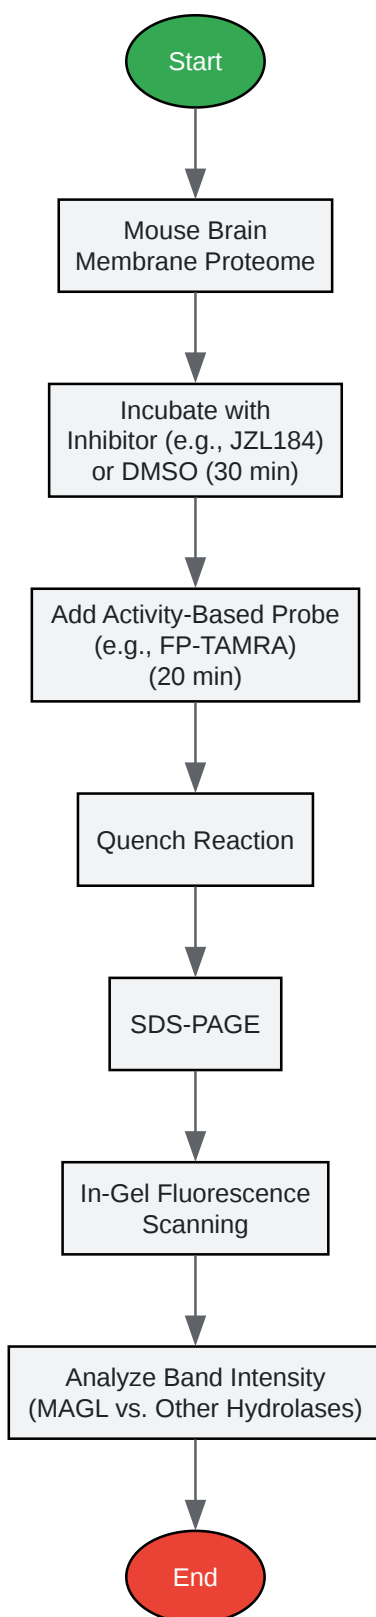 Start
Mouse Brain
Membrane Proteome
Incubate with
Inhibitor (e.g., JZL184)
or DMSO (30 min)
Add Activity-Based Probe
(e.g., FP-TAMRA)
(20 min)
Quench Reaction
SDS-PAGE
In-Gel Fluorescence
Scanning
Analyze Band Intensity
(MAGL vs. Other Hydrolases)
End